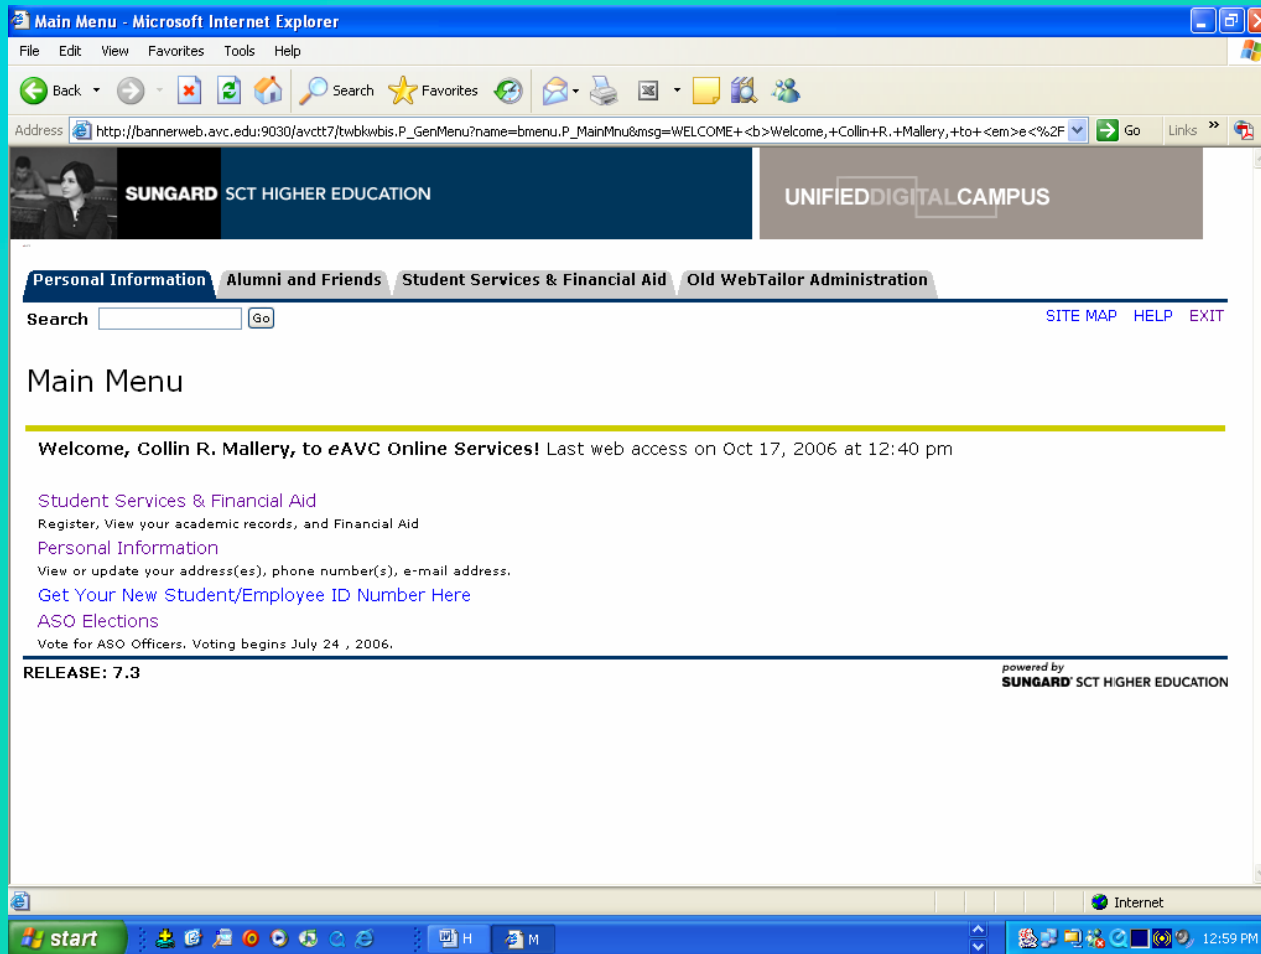 Main Menu - Microsoft Internet Explorer
File Edit View Favorites Tools Help
Back Search Favorites
Address http://bannerweb.avc.edu:9030/avctt7/twbkwbis.P_GenMenu?name=bmenu.P_MainMnu&msg=WELCOME+<b>Welcome,+Collin+R.+Mallery,+to+<em>e<%2F Go Links »
SUNGARD SCT HIGHER EDUCATION UNIFIEDDIGITALCAMPUS
Personal Information Alumni and Friends Student Services & Financial Aid Old WebTailor Administration
Search Go SITE MAP HELP EXIT
Main Menu
Welcome, Collin R. Mallery, to eAVC Online Services! Last web access on Oct 17, 2006 at 12:40 pm
Student Services & Financial Aid
Register, View your academic records, and Financial Aid
Personal Information
View or update your address(es), phone number(s), e-mail address.
Get Your New Student/Employee ID Number Here
ASO Elections
Vote for ASO Officers. Voting begins July 24 , 2006.
RELEASE: 7.3 powered by
SUNGARD' SCT HIGHER EDUCATION
Internet
start H M 12:59 PM